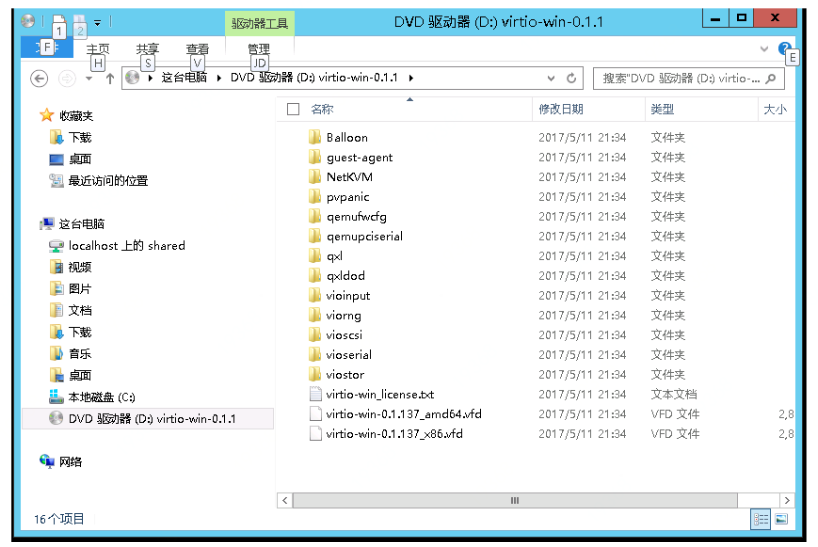 1
2
驱动器工具
DVD 驱动器 (D:) virtio-win-0.1.1
F
主页
共享
查看
管理
H
S
V
JD
E
这台电脑
DVD 驱动器 (D:) virtio-win-0.1.1
搜索"DVD 驱动器 (D:) virtio-...
收藏夹
下载
桌面
最近访问的位置
这台电脑
localhost 上的 shared
视频
图片
文档
下载
音乐
桌面
本地磁盘 (C:)
DVD 驱动器 (D:) virtio-win-0.1.1
网络
名称 修改日期 类型 大小
Balloon 2017/5/11 21:34 文件夹
guest-agent 2017/5/11 21:34 文件夹
NetKVM 2017/5/11 21:34 文件夹
pvpanic 2017/5/11 21:34 文件夹
qemufwcfg 2017/5/11 21:34 文件夹
qemupciserial 2017/5/11 21:34 文件夹
qxl 2017/5/11 21:34 文件夹
qxldod 2017/5/11 21:34 文件夹
vioinput 2017/5/11 21:34 文件夹
viorng 2017/5/11 21:34 文件夹
vioscsi 2017/5/11 21:34 文件夹
vioserial 2017/5/11 21:34 文件夹
viostor 2017/5/11 21:34 文件夹
virtio-win_license.txt 2017/5/11 21:34 文本文档
virtio-win-0.1.137_amd64.vfd 2017/5/11 21:34 VFD 文件 2,8
virtio-win-0.1.137_x86.vfd 2017/5/11 21:34 VFD 文件 2,8
16 个项目